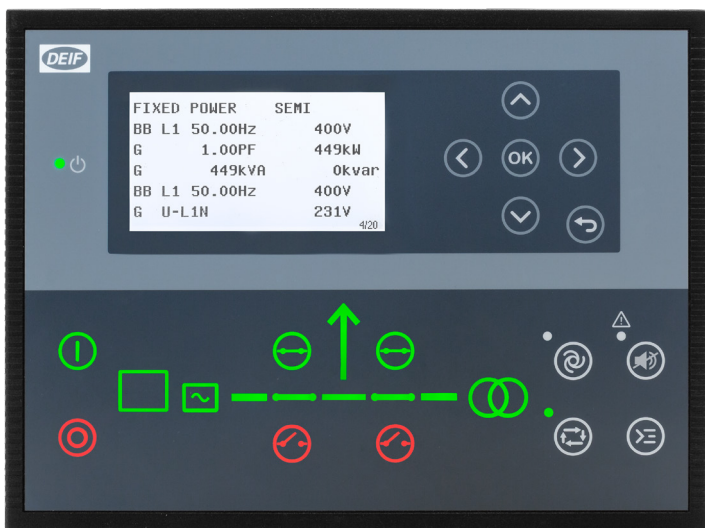 DEIF
FIXED POWER SEMI
BB L1 50.00Hz 400V
G 1.00PF 449kW
G 449kVA 0kvar
BB L1 50.00Hz 400V
G U-L1N 231V
4/20
OK